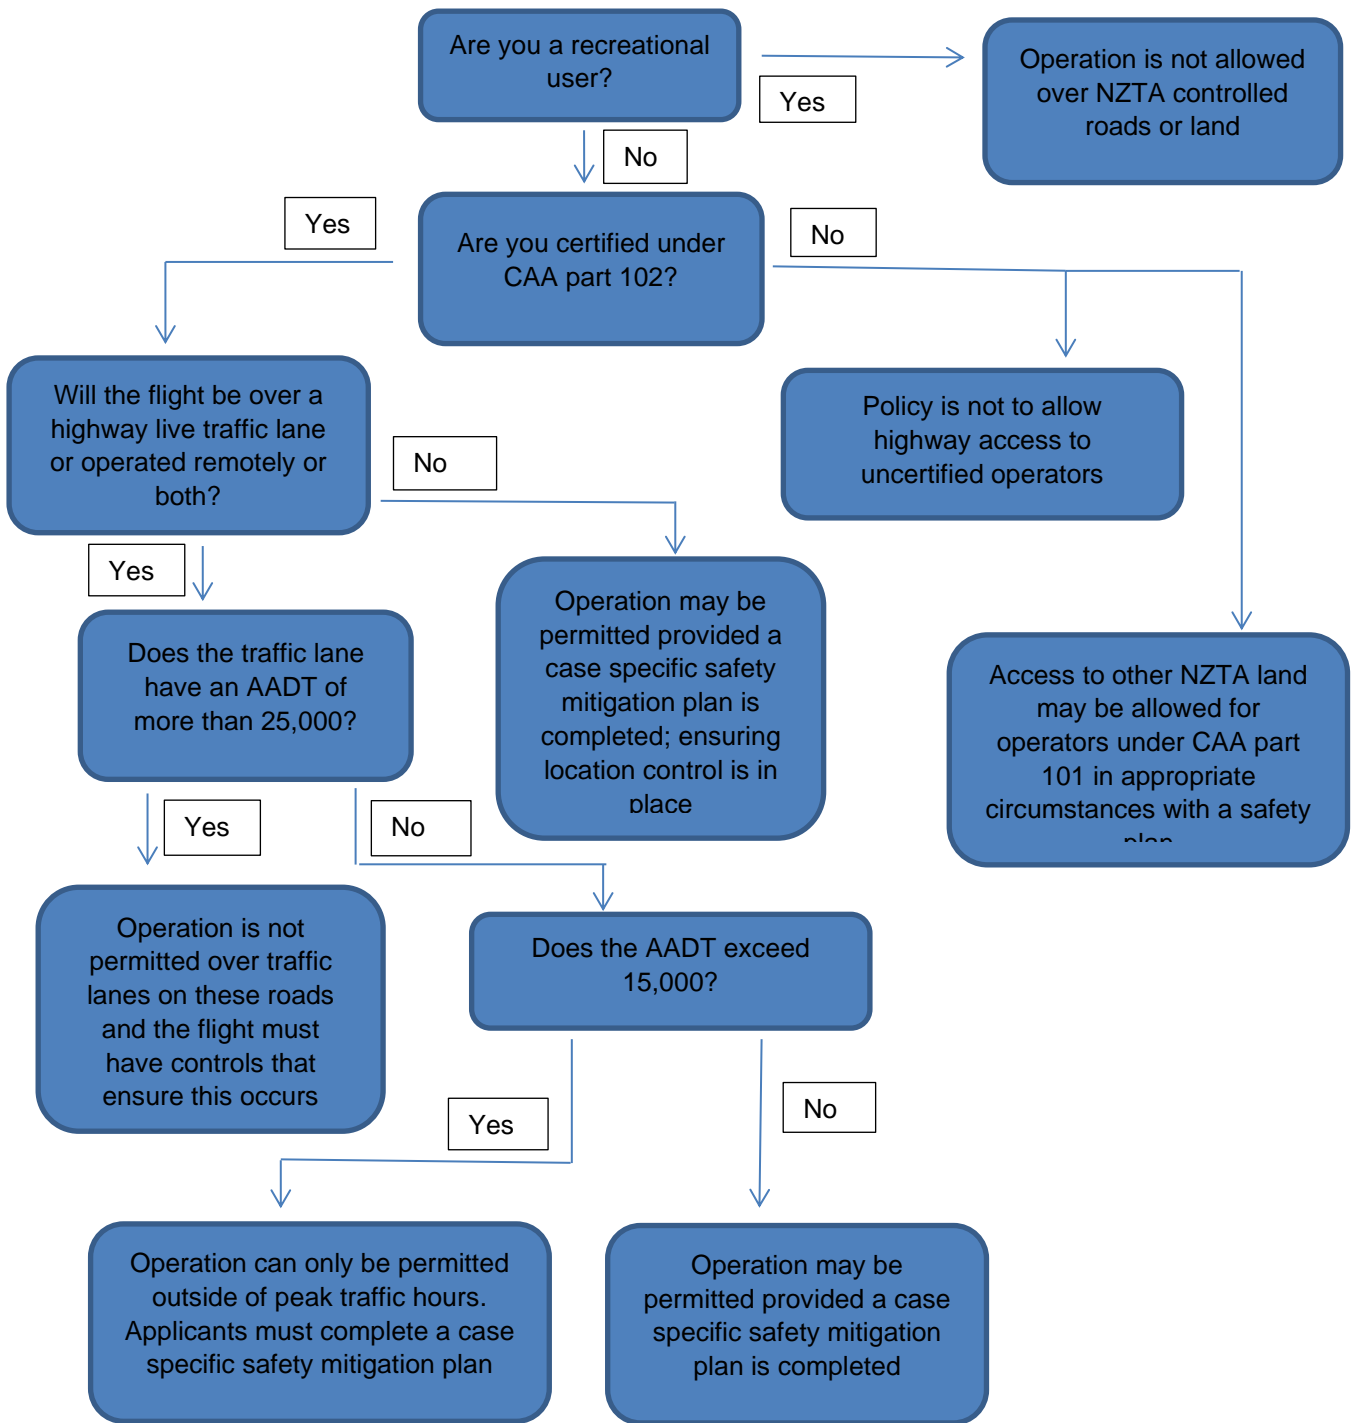 Are you a recreational
user?
Yes
Operation is not allowed
over NZTA controlled
roads or land
No
Are you certified under
CAA part 102?
Yes
No
Will the flight be over a
highway live traffic lane
or operated remotely or
both?
No
Yes
Policy is not to allow
highway access to
uncertified operators
Does the traffic lane
have an AADT of
more than 25,000?
Operation may be
permitted provided a
case specific safety
mitigation plan is
completed; ensuring
location control is in
place
Access to other NZTA land
may be allowed for
operators under CAA part
101 in appropriate
circumstances with a safety
plan
Yes
No
Operation is not
permitted over traffic
lanes on these roads
and the flight must
have controls that
ensure this occurs
Does the AADT exceed
15,000?
Yes
No
Operation can only be permitted
outside of peak traffic hours.
Applicants must complete a case
specific safety mitigation plan
Operation may be
permitted provided a case
specific safety mitigation
plan is completed